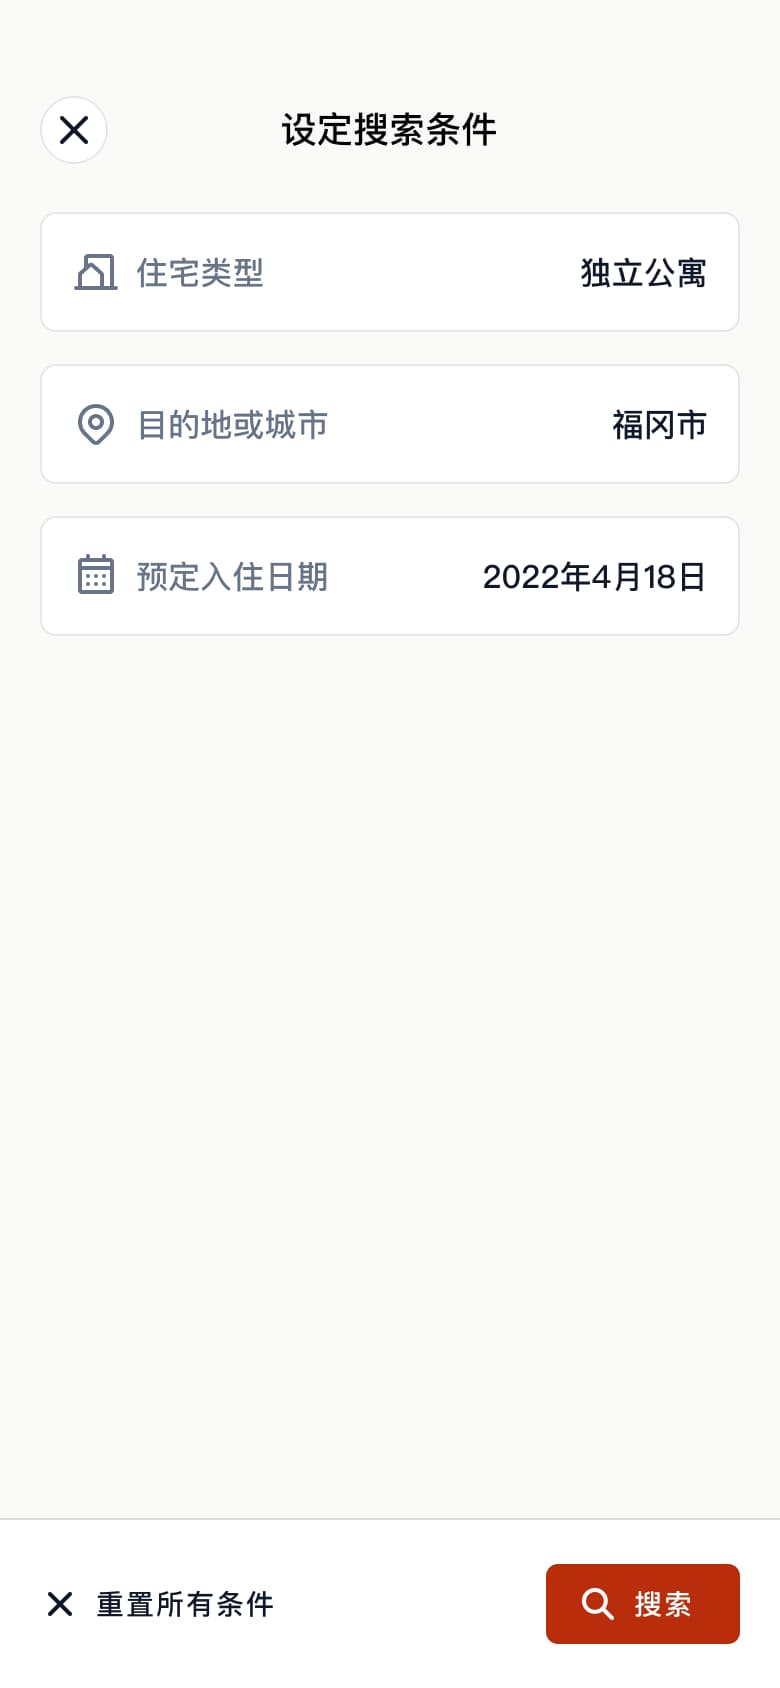 设定搜索条件
住宅类型 独立公寓
目的地或城市 福冈市
预定入住日期 2022年4月18日
重置所有条件 搜索